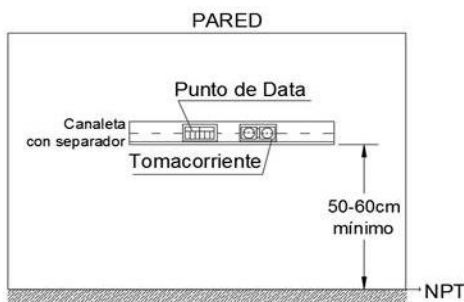 PARED
Punto de Data
Canaleta
con separador
Tomacorriente
50-60cm
mínimo
NPT